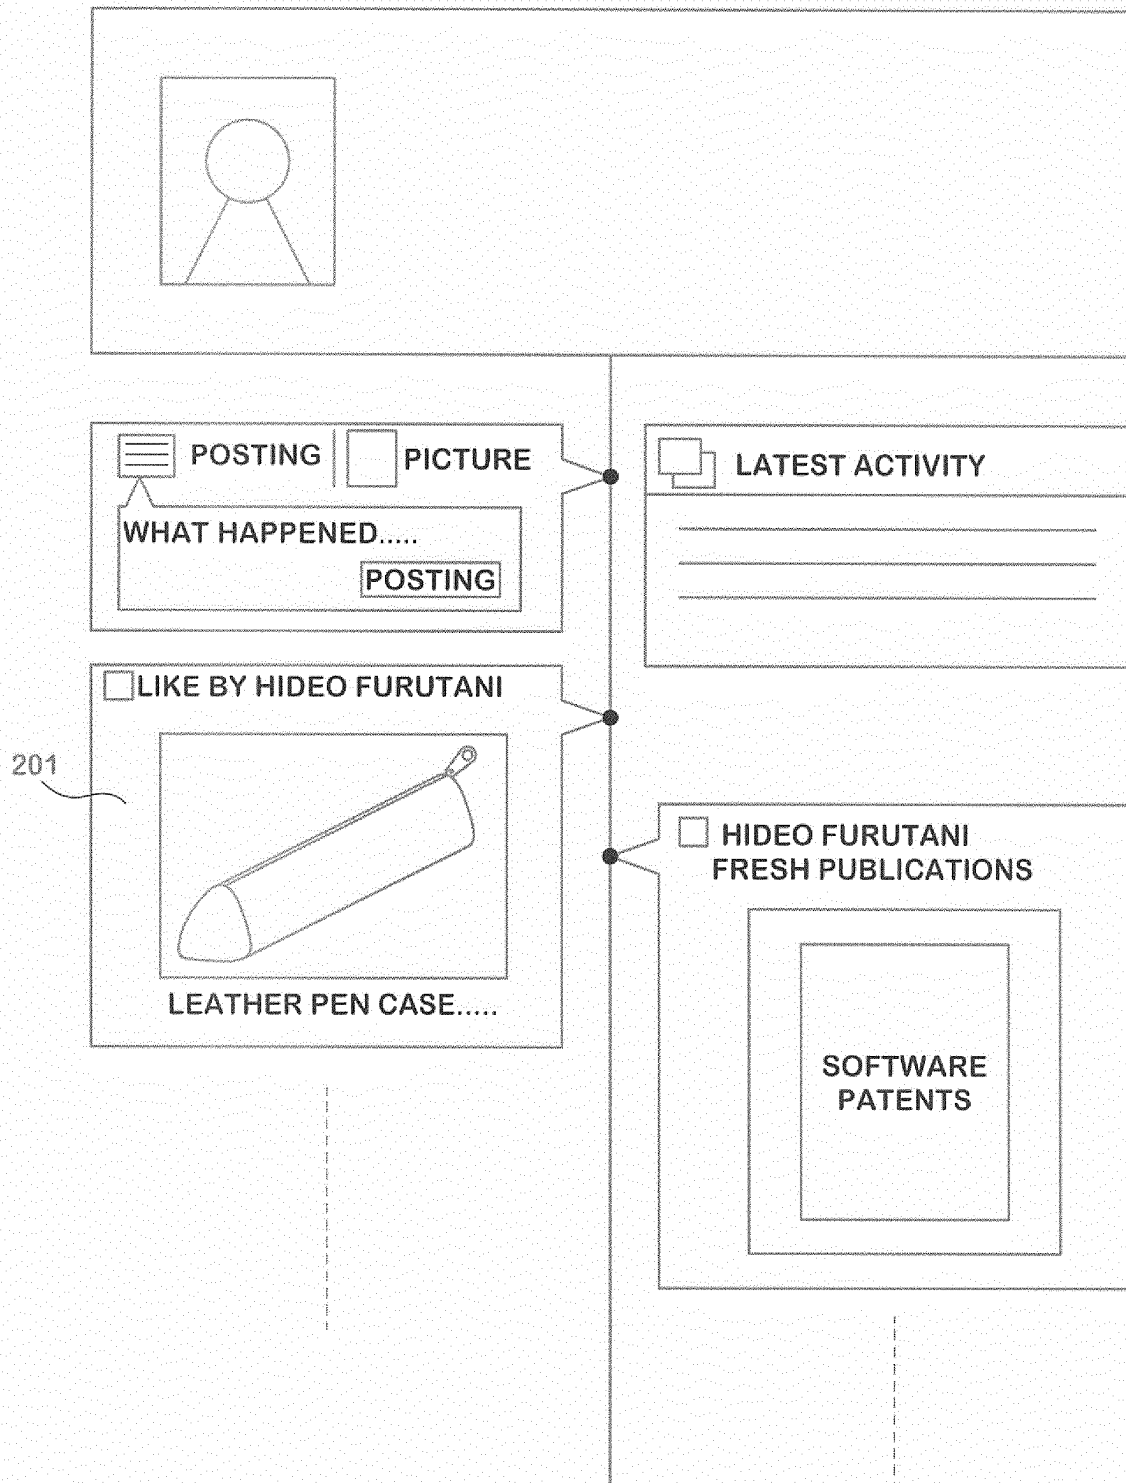 POSTING
PICTURE
WHAT HAPPENED.....
POSTING
LATEST ACTIVITY
LIKE BY HIDEO FURUTANI
201
LEATHER PEN CASE.....
HIDEO FURUTANI
FRESH PUBLICATIONS
SOFTWARE
PATENTS